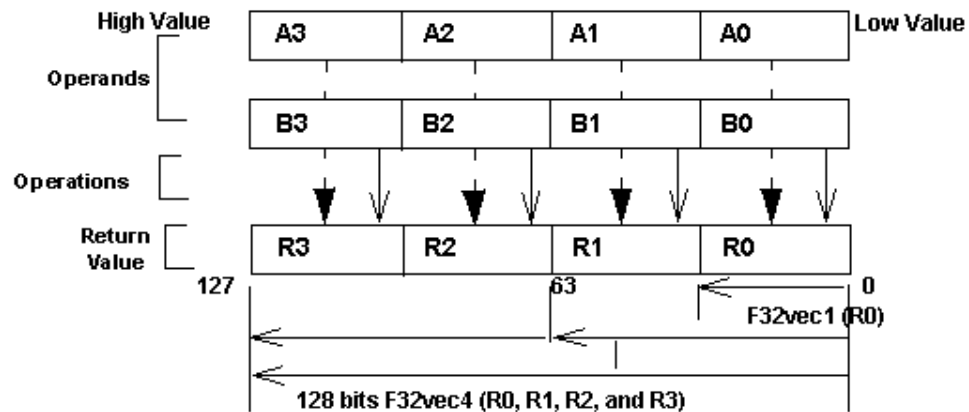 High Value A3 A2 A1 A0 Low Value
Operands
B3 B2 B1 B0
Operations
Return
Value
R3 R2 R1 R0
127 63 0
F32vec1 (R0)
128 bits F32vec4 (R0, R1, R2, and R3)